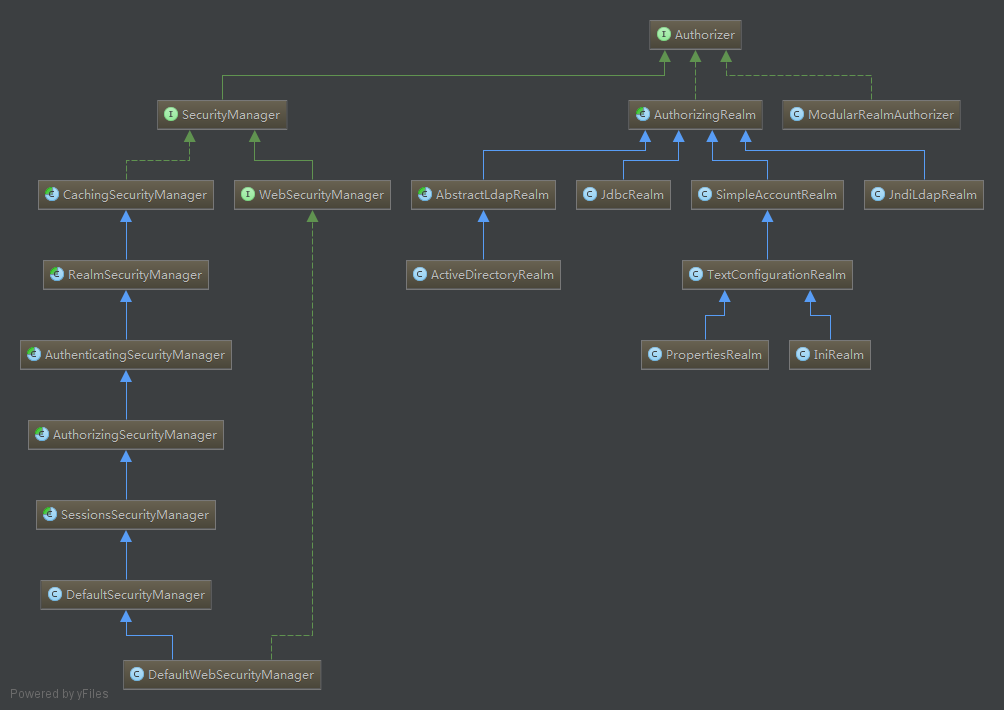 I Authorizer
I SecurityManager
C AuthorizingRealm
C ModularRealmAuthorizer
C CachingSecurityManager
I WebSecurityManager
C AbstractLdapRealm
C JdbcRealm
C SimpleAccountRealm
C JndiLdapRealm
C RealmSecurityManager
C ActiveDirectoryRealm
C TextConfigurationRealm
C AuthenticatingSecurityManager
C PropertiesRealm
C IniRealm
C AuthorizingSecurityManager
C SessionsSecurityManager
C DefaultSecurityManager
C DefaultWebSecurityManager
Powered by yFiles